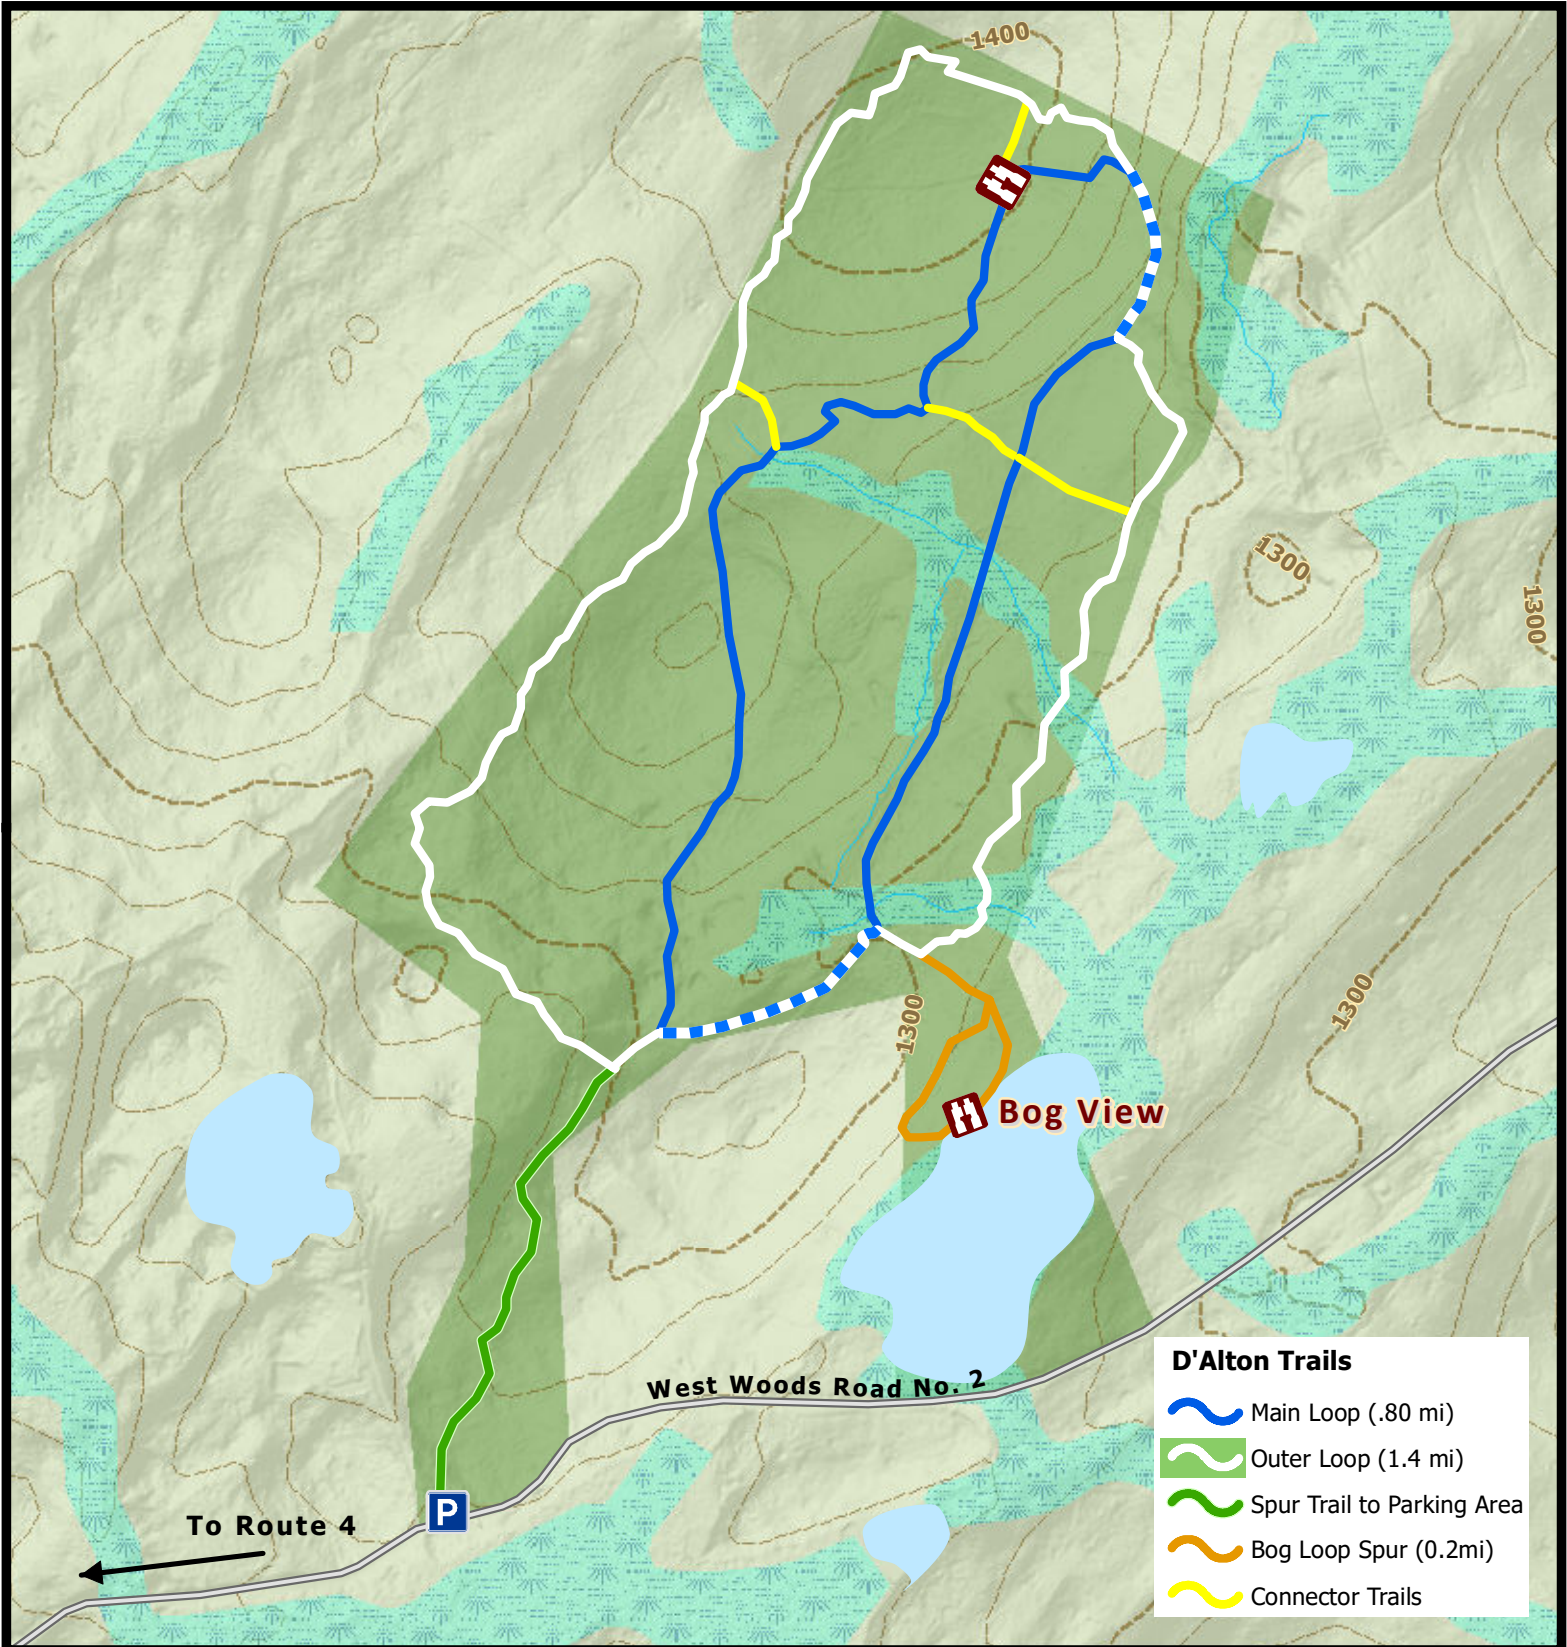 1400
1300
1300
1300
1300
Bog View
West Woods Road No. 2
To Route 4
P
D'Alton Trails
Main Loop (.80 mi)
Outer Loop (1.4 mi)
Spur Trail to Parking Area
Bog Loop Spur (0.2mi)
Connector Trails